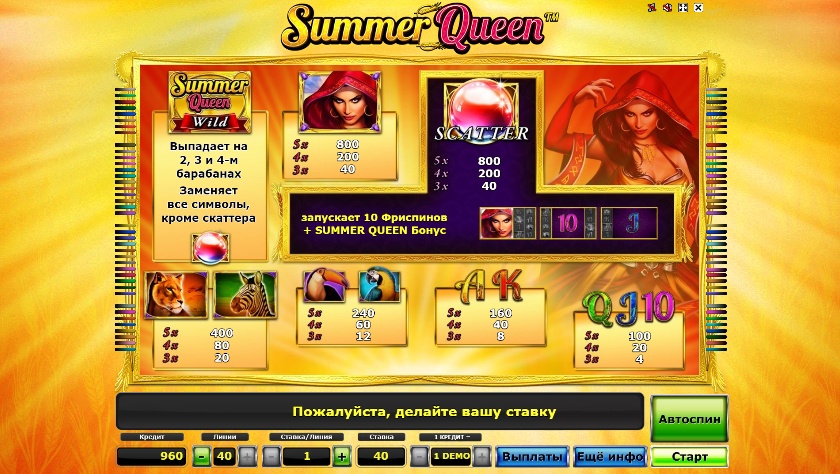 Summer Queen™
Summer
Queen
Wild
Выпадает на
2, 3 и 4-м
барабанах
Заменяет
все символы,
кроме скаттера
5x 800
4x 200
3x 40
SCATTER
5x 800
4x 200
3x 40
запускает 10 Фриспинов
+ SUMMER QUEEN Бонус
10
J
5x 400
4x 80
3x 20
5x 240
4x 60
3x 12
A K
5x 160
4x 40
3x 8
Q J 10
5x 100
4x 20
3x 4
Пожалуйста, делайте вашу ставку
Автоспин
Кредит Линии Ставка/Линия Ставка 1 КРЕДИТ =
960 - 40 + - 1 + 40 - 1 DEMO + Выплаты Ещё инфо Старт